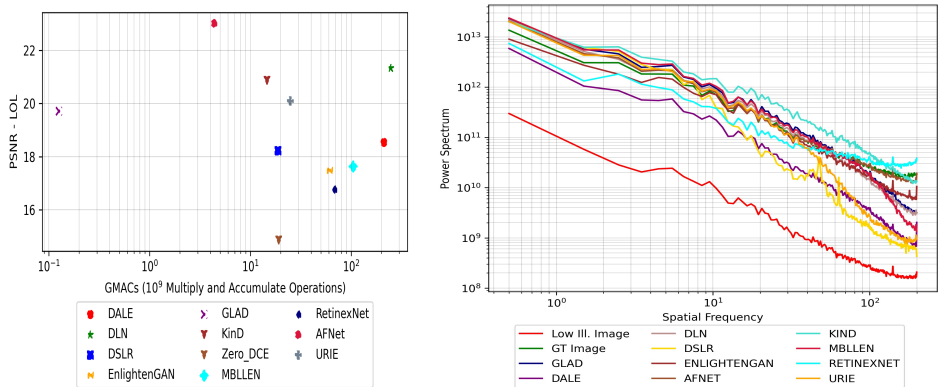 22
20
18
16
PSNR - LOL
10⁻¹ 10⁰ 10¹ 10²
GMACs (10⁹ Multiply and Accumulate Operations)
DALE GLAD RetinexNet
DLN KinD AFNet
DSLR Zero_DCE URIE
EnlightenGAN MBLLEN
10¹³
10¹²
10¹¹
10¹⁰
10⁹
10⁸
Power Spectrum
10⁰ 10¹ 10²
Spatial Frequency
Low Ill. Image DLN KIND
GT Image DSLR MBLLEN
GLAD ENLIGHTENGAN RETINEXNET
DALE AFNET URIE